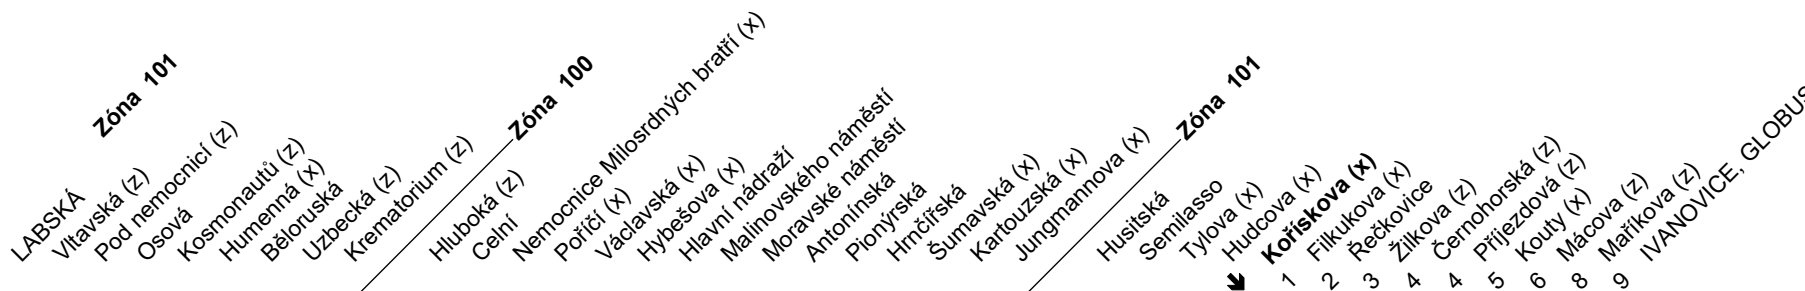 Zóna 101
LABSKÁ
Vltavská (z)
Pod nemocnicí (z)
Osová
Kosmonautů (z)
Humenná (x)
Běloruská
Uzbecká (z)
Krematorium (z)
Zóna 100
Hluboká (z)
Celní
Nemocnice Milosrdných bratří (x)
Poříčí (x)
Václavská (x)
Hybešova (x)
Hlavní nádraží
Malinovského náměstí
Moravské náměstí
Antonínská
Pionýrská
Hrnčířská
Šumavská (x)
Kartouzská (x)
Jungmannova (x)
Zóna 101
Husitská
Semilasso
Tylova (x)
Hudcova (x)
Kořískova (x)
1 Filkukova (x)
2 Řečkovice
3 Žilkova (z)
4 Černohorská (z)
4 Příjezdová (z)
5 Kouty (x)
6 Mácova (z)
8 Maříkova (z)
9 IVANOVICE, GLOBUS